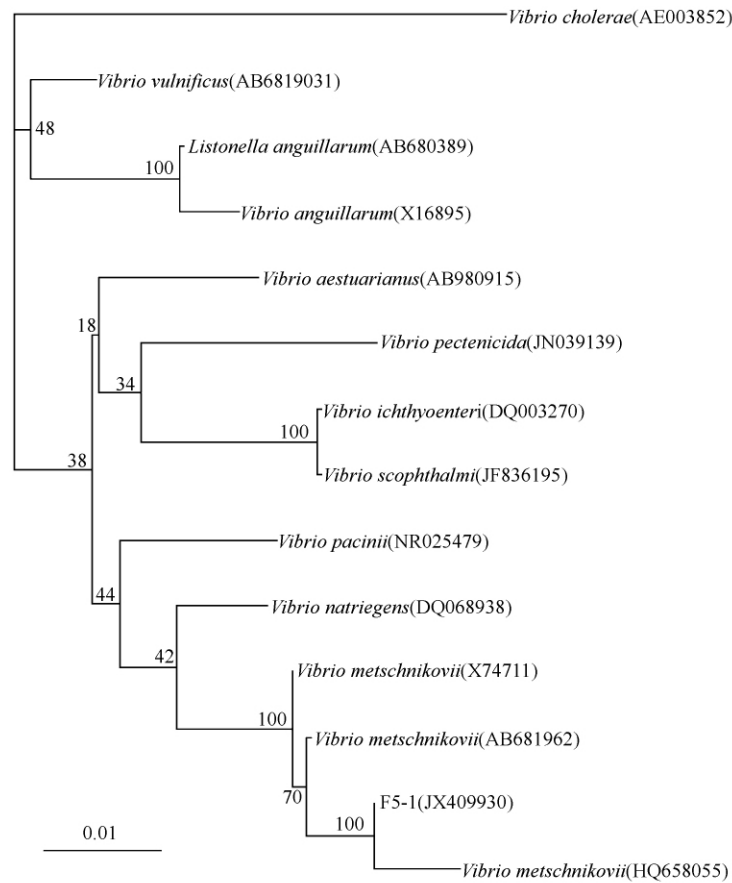 Vibrio cholerae(AE003852)
Vibrio vulnificus(AB6819031)
48
Listonella anguillarum(AB680389)
100
Vibrio anguillarum(X16895)
Vibrio aestuarianus(AB980915)
18
Vibrio pectenicida(JN039139)
34
Vibrio ichthyoenteri(DQ003270)
100
38
Vibrio scophthalmi(JF836195)
Vibrio pacinii(NR025479)
44
Vibrio natriegens(DQ068938)
42
Vibrio metschnikovii(X74711)
100
Vibrio metschnikovii(AB681962)
70
F5-1(JX409930)
100
0.01
Vibrio metschnikovii(HQ658055)